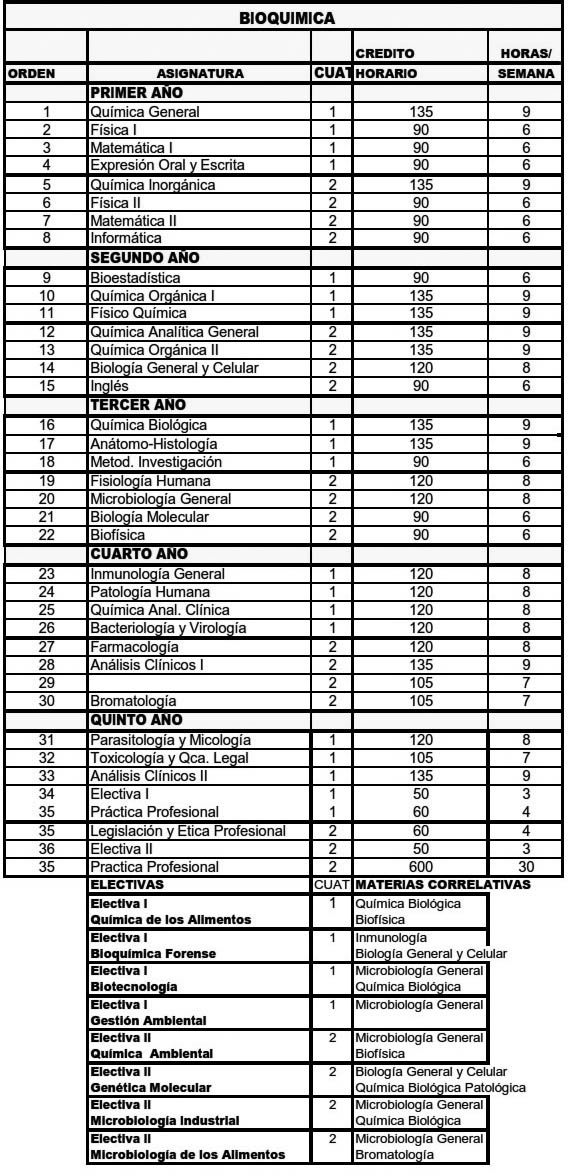 BIOQUIMICA
CREDITO HORAS/
ORDEN ASIGNATURA CUAT HORARIO SEMANA
PRIMER AÑO
1 Química General 1 135 9
2 Física I 1 90 6
3 Matemática I 1 90 6
4 Expresión Oral y Escrita 1 90 6
5 Química Inorgánica 2 135 9
6 Física II 2 90 6
7 Matemática II 2 90 6
8 Informática 2 90 6
SEGUNDO AÑO
9 Bioestadística 1 90 6
10 Química Orgánica I 1 135 9
11 Físico Química 1 135 9
12 Química Analítica General 2 135 9
13 Química Orgánica II 2 135 9
14 Biología General y Celular 2 120 8
15 Inglés 2 90 6
TERCER AÑO
16 Química Biológica 1 135 9
17 Anátomo-Histología 1 135 9
18 Metod. Investigación 1 90 6
19 Fisiología Humana 2 120 8
20 Microbiología General 2 120 8
21 Biología Molecular 2 90 6
22 Biofísica 2 90 6
CUARTO AÑO
23 Inmunología General 1 120 8
24 Patología Humana 1 120 8
25 Química Anal. Clínica 1 120 8
26 Bacteriología y Virología 1 120 8
27 Farmacología 2 120 8
28 Análisis Clínicos I 2 135 9
29 2 105 7
30 Bromatología 2 105 7
QUINTO AÑO
31 Parasitología y Micología 1 120 8
32 Toxicología y Qca. Legal 1 105 7
33 Análisis Clínicos II 1 135 9
34 Electiva I 1 50 3
35 Práctica Profesional 1 60 4
35 Legislación y Etica Profesional 2 60 4
36 Electiva II 2 50 3
35 Practica Profesional 2 600 30
ELECTIVAS CUAT MATERIAS CORRELATIVAS
Electiva I 1 Química Biológica
Química de los Alimentos Biofísica
Electiva I 1 Inmunología
Bioquímica Forense Biología General y Celular
Electiva I 1 Microbiología General
Biotecnología Química Biológica
Electiva I 1 Microbiología General
Gestión Ambiental
Electiva II 2 Microbiología General
Química Ambiental Biofísica
Electiva II 2 Biología General y Celular
Genética Molecular Química Biológica Patológica
Electiva II 2 Microbiología General
Microbiología Industrial Química Biológica
Electiva II 2 Microbiología General
Microbiología de los Alimentos Bromatología